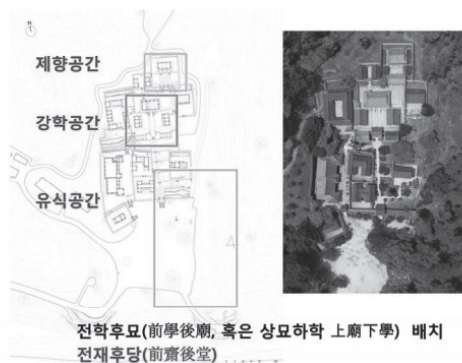 N
제향공간
강학공간
유식공간
전학후묘(前學後廟, 혹은 상묘하학 上廟下學) 배치
전재후당(前齋後堂)